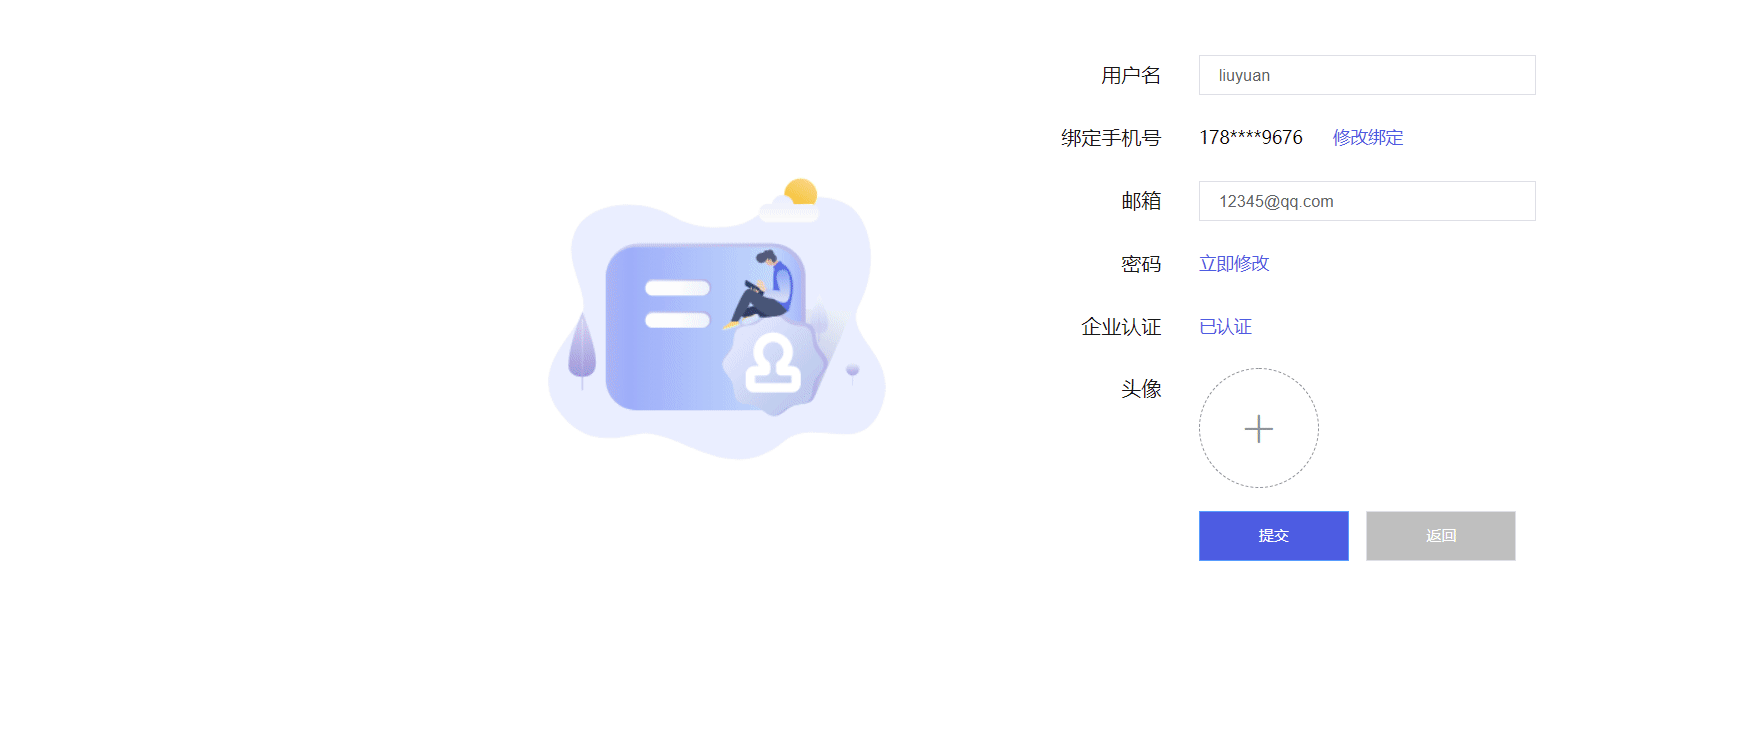 用户名 liuyuan
绑定手机号 178****9676 修改绑定
邮箱 12345@qq.com
密码 立即修改
企业认证 已认证
头像
提交 返回